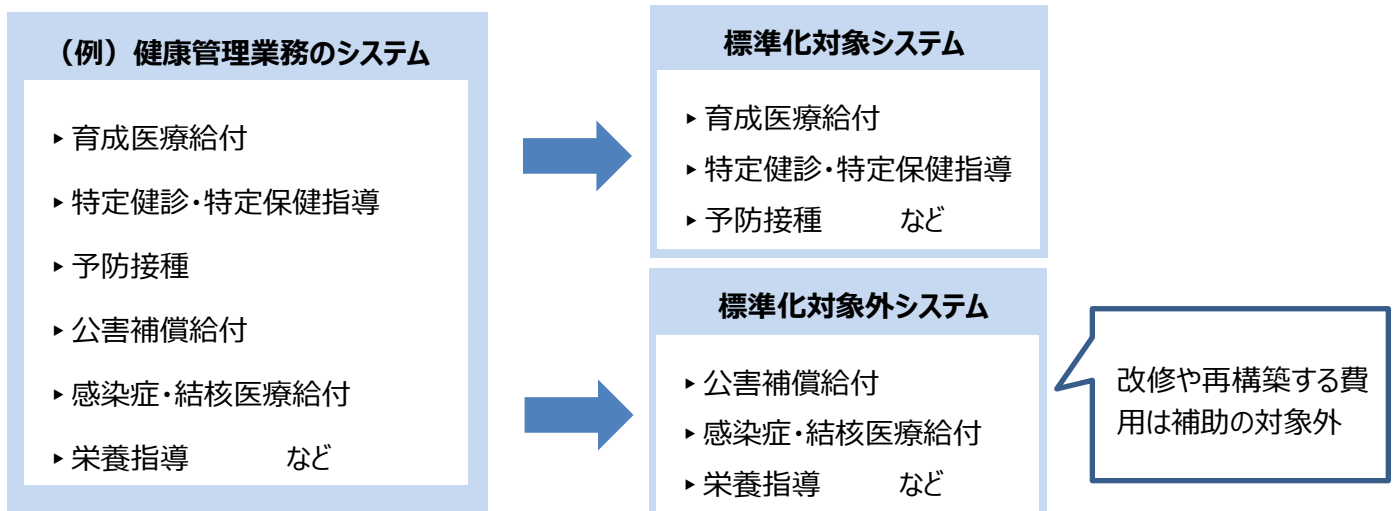 （例）健康管理業務のシステム
▸育成医療給付
▸特定健診・特定保健指導
▸予防接種
▸公害補償給付
▸感染症・結核医療給付
▸栄養指導　　　など
標準化対象システム
▸育成医療給付
▸特定健診・特定保健指導
▸予防接種　　　など
標準化対象外システム
▸公害補償給付
▸感染症・結核医療給付
▸栄養指導　　　など
改修や再構築する費
用は補助の対象外